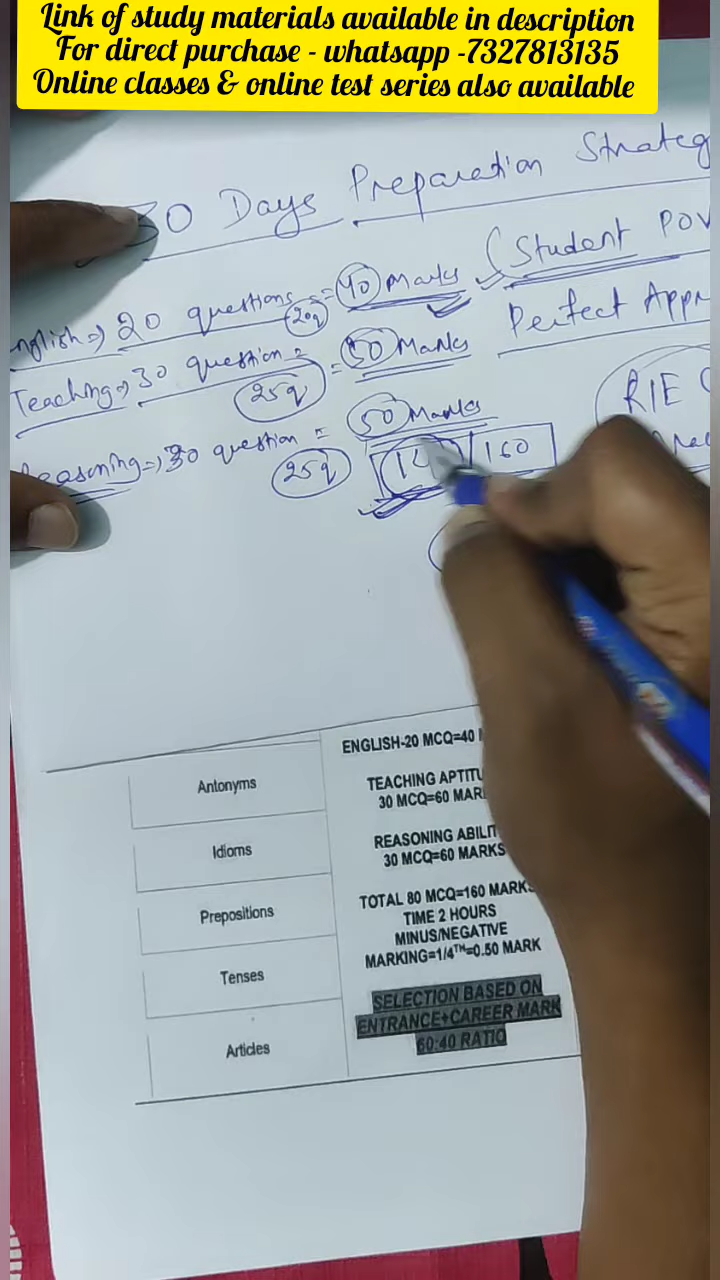 Link of study materials available in description
For direct purchase - whatsapp -7327813135
Online classes & online test series also available
30 Days Preparation Strateg
(Student POV
Perfect Appr
nglish => 20 questions = 40 Marks
20q
Teaching => 30 question = 50 Marks
25q
Reasoning => 30 question = 50 Marks
25q
160
RIE
ENGLISH-20 MCQ=40
TEACHING APTITU
30 MCQ=60 MAR
REASONING ABILIT
30 MCQ=60 MARKS
TOTAL 80 MCQ=160 MARK
TIME 2 HOURS
MINUS/NEGATIVE
MARKING=1/4TH=0.50 MARK
SELECTION BASED ON
ENTRANCE+CAREER MARK
60:40 RATIO
Antonyms
Idioms
Prepositions
Tenses
Articles